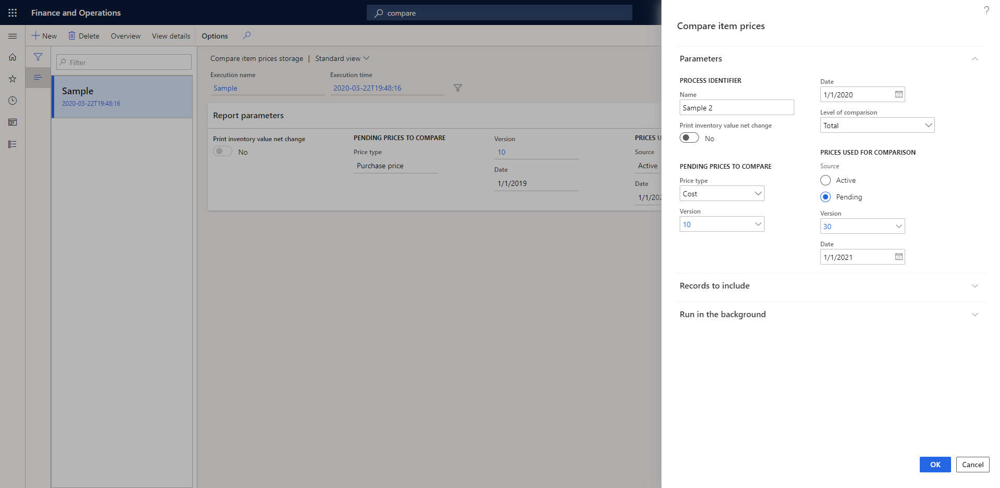 Finance and Operations
compare
New
Delete
Overview
View details
Options
Filter
Sample
2020-03-22T19:48:16
Compare item prices storage | Standard view
Execution name
Sample
Execution time
2020-03-22T19:48:16
Report parameters
Print inventory value net change
No
PENDING PRICES TO COMPARE
Price type
Purchase price
Version
10
Date
1/1/2019
PRICES U
Source
Active
Date
1/1/202
?
Compare item prices
Parameters
PROCESS IDENTIFIER
Name
Sample 2
Print inventory value net change
No
PENDING PRICES TO COMPARE
Price type
Cost
Version
10
Date
1/1/2020
Level of comparison
Total
PRICES USED FOR COMPARISON
Source
Active
Pending
Version
30
Date
1/1/2021
Records to include
Run in the background
OK
Cancel